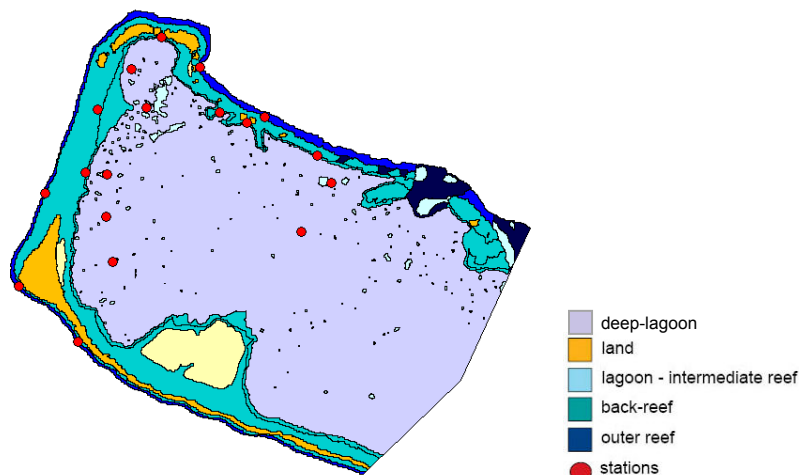 deep-lagoon
land
lagoon - intermediate reef
back-reef
outer reef
stations